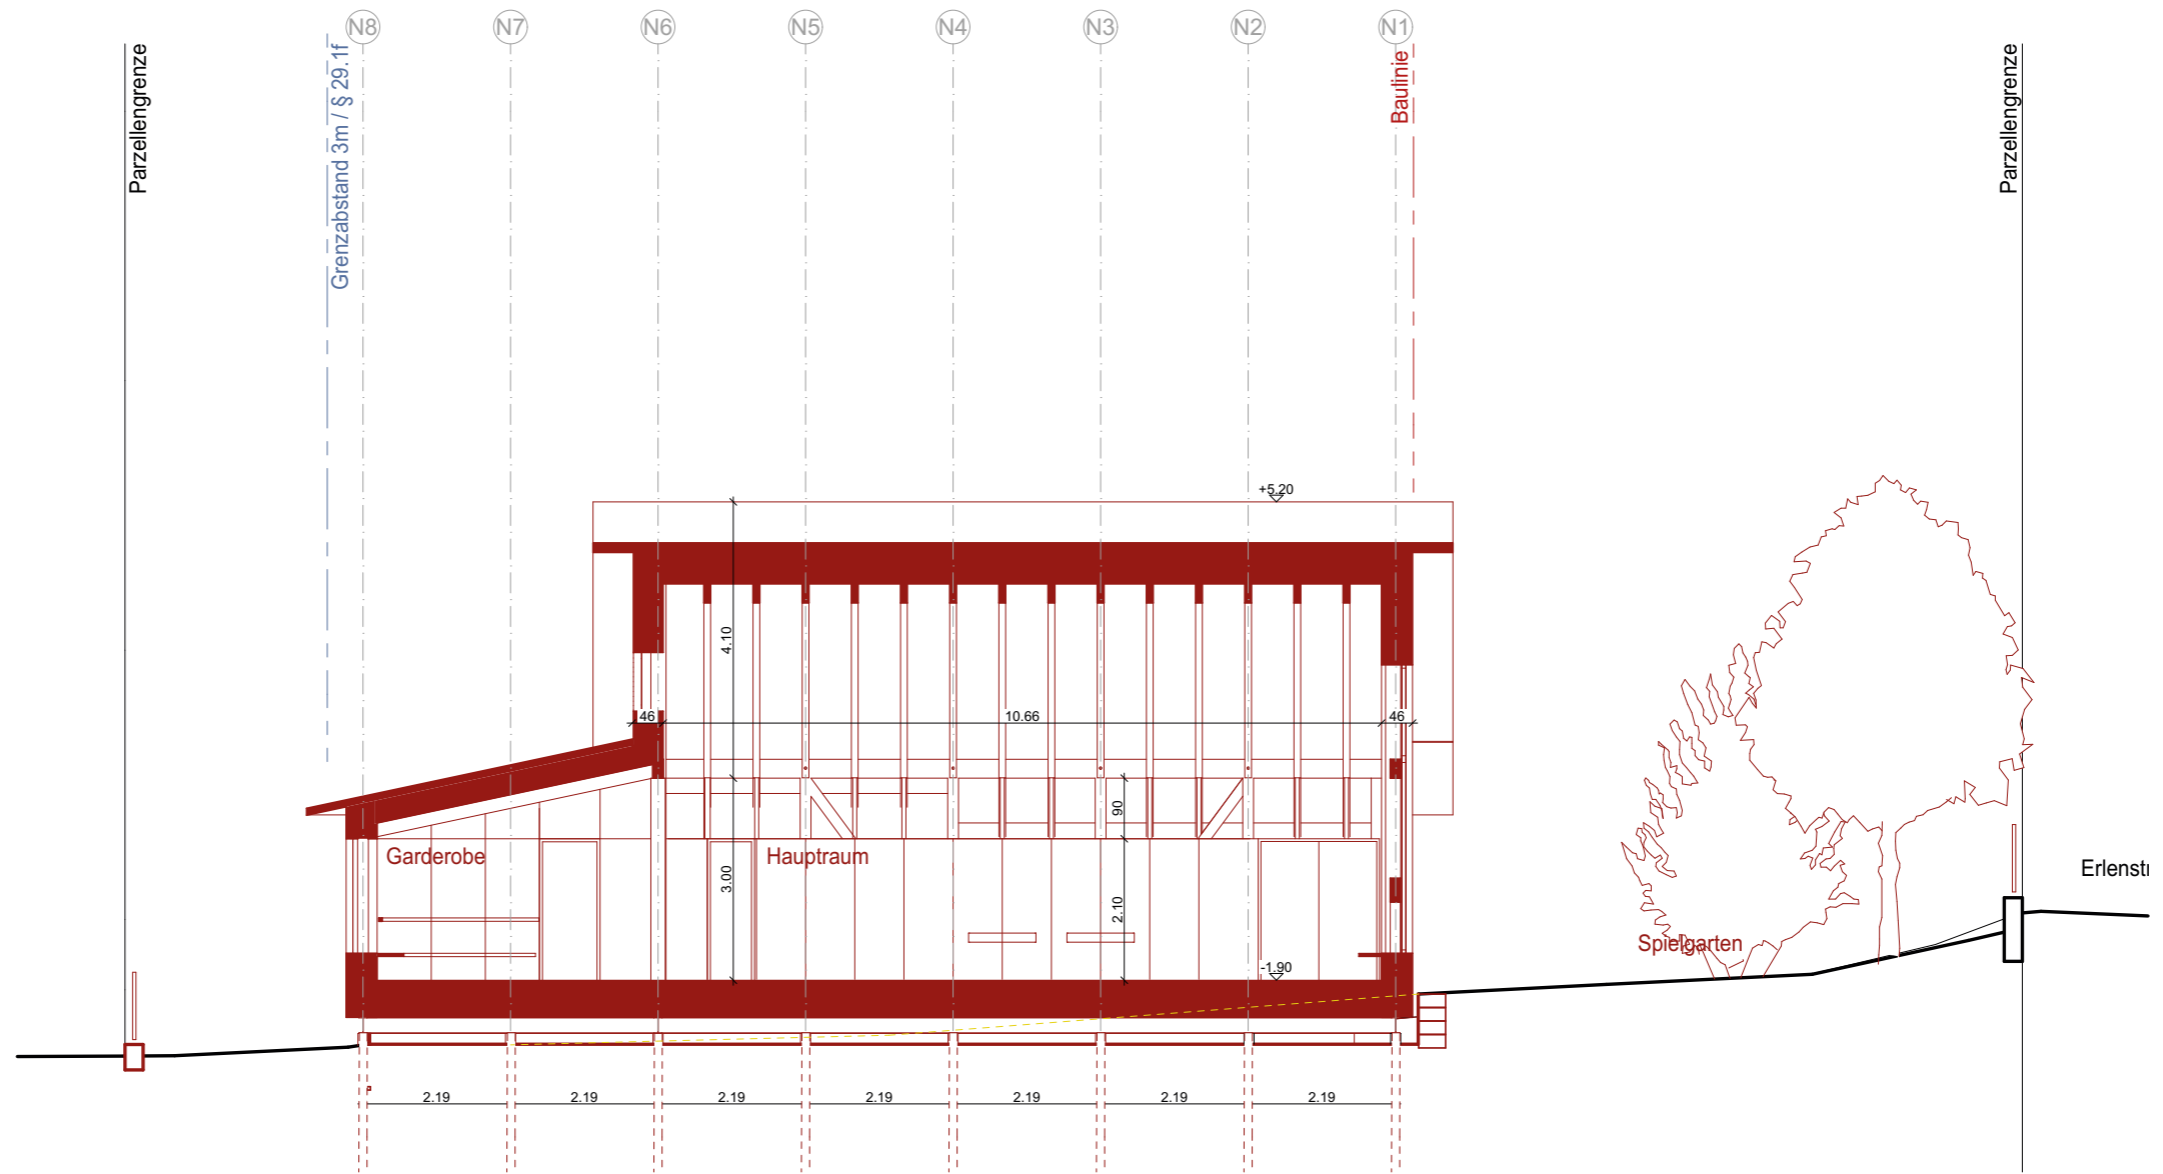 N8 N7 N6 N5 N4 N3 N2 N1
Parzellengrenze
Grenzabstand 3m / § 29.1f
Baulinie
Parzellengrenze
+5.20
4.10
46
10.66
46
90
Garderobe
Hauptraum
3.00
2.10
-1.90
Spielgarten
Erlenstr
2.19 2.19 2.19 2.19 2.19 2.19 2.19